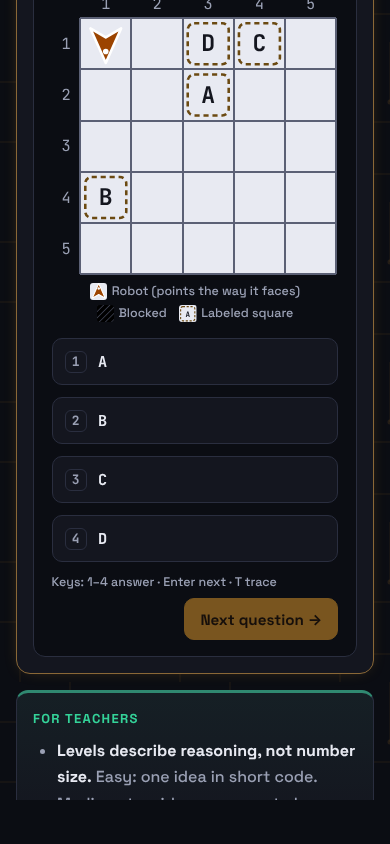 1 2 3 4 5
1 D C
2 A
3
4 B
5
Robot (points the way it faces)
Blocked A Labeled square
1 A
2 B
3 C
4 D
Keys: 1–4 answer · Enter next · T trace
Next question →
FOR TEACHERS
• Levels describe reasoning, not number
size. Easy: one idea in short code.